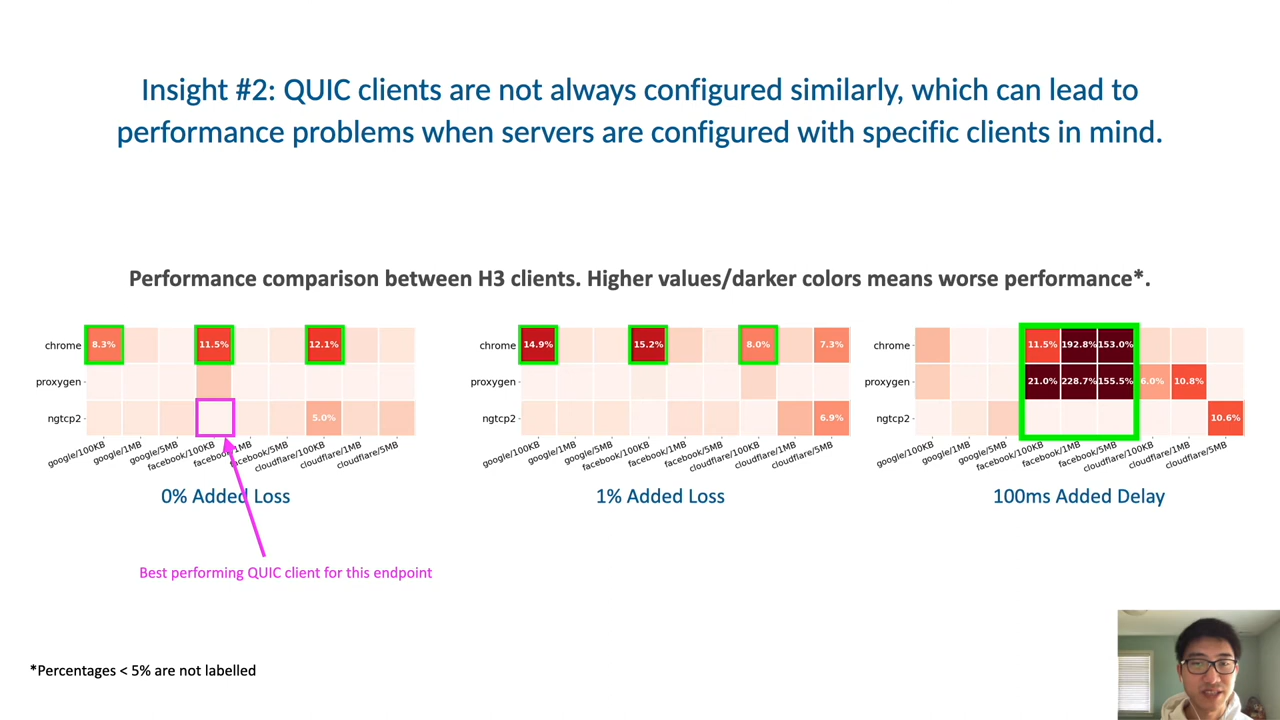 Insight #2: QUIC clients are not always configured similarly, which can lead to
performance problems when servers are configured with specific clients in mind.
Performance comparison between H3 clients. Higher values/darker colors means worse performance*.
chrome
8.3%
11.5%
12.1%
proxygen
ngtcp2
5.0%
google/100KB
google/1MB
google/5MB
facebook/100KB
facebook/1MB
facebook/5MB
cloudflare/100KB
cloudflare/1MB
cloudflare/5MB
0% Added Loss
chrome
14.9%
15.2%
8.0%
7.3%
proxygen
ngtcp2
6.9%
google/100KB
google/1MB
google/5MB
facebook/100KB
facebook/1MB
facebook/5MB
cloudflare/100KB
cloudflare/1MB
cloudflare/5MB
1% Added Loss
chrome
11.5%
192.8%
153.0%
proxygen
21.0%
228.7%
155.5%
6.0%
10.8%
ngtcp2
10.6%
google/100KB
google/1MB
google/5MB
facebook/100KB
facebook/1MB
facebook/5MB
cloudflare/100KB
cloudflare/1MB
cloudflare/5MB
100ms Added Delay
Best performing QUIC client for this endpoint
*Percentages < 5% are not labelled